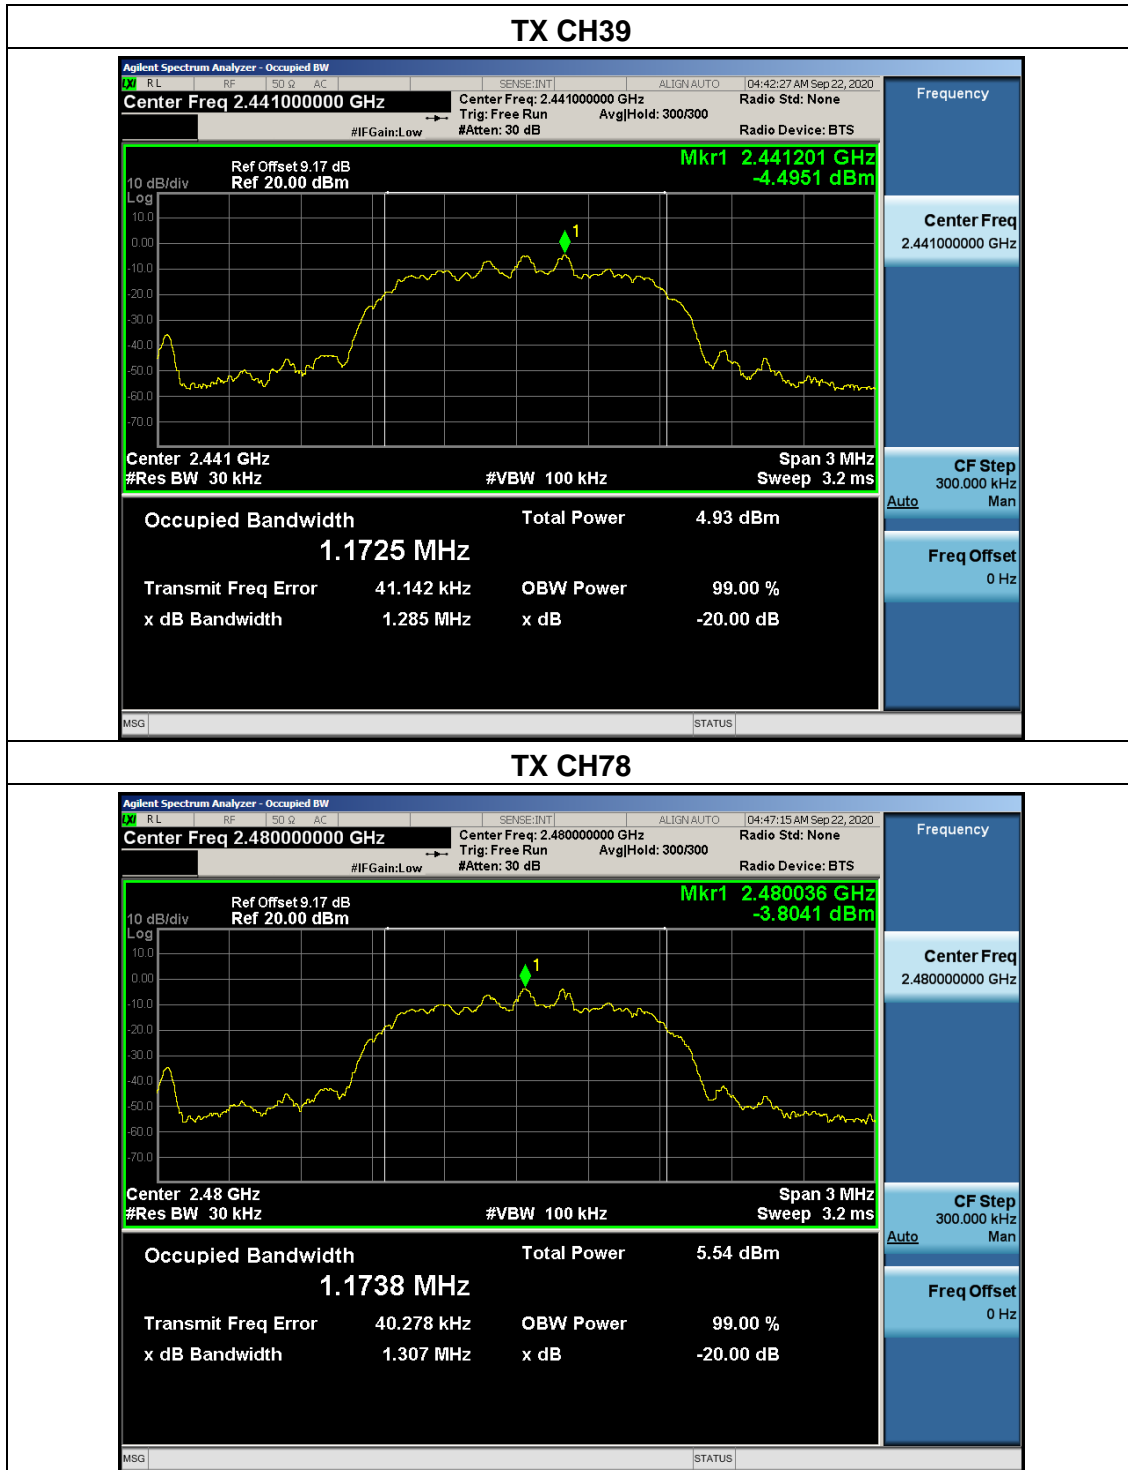 TX CH39
Agilent Spectrum Analyzer - Occupied BW
LXI RL RF 50 Ω AC SENSE:INT ALIGN AUTO 04:42:27 AM Sep 22, 2020
Center Freq 2.441000000 GHz
Center Freq: 2.441000000 GHz Radio Std: None
Trig: Free Run Avg|Hold: 300/300
#IFGain:Low #Atten: 30 dB Radio Device: BTS
Frequency
Mkr1 2.441201 GHz
-4.4951 dBm
Ref Offset 9.17 dB
10 dB/div Ref 20.00 dBm
Log
10.0
0.00
-10.0
-20.0
-30.0
-40.0
-50.0
-60.0
-70.0
1
Center Freq
2.441000000 GHz
Center 2.441 GHz Span 3 MHz
#Res BW 30 kHz #VBW 100 kHz Sweep 3.2 ms
CF Step
300.000 kHz
Auto Man
Occupied Bandwidth Total Power 4.93 dBm
1.1725 MHz
Transmit Freq Error 41.142 kHz OBW Power 99.00 %
x dB Bandwidth 1.285 MHz x dB -20.00 dB
Freq Offset
0 Hz
MSG STATUS
TX CH78
Agilent Spectrum Analyzer - Occupied BW
LXI RL RF 50 Ω AC SENSE:INT ALIGN AUTO 04:47:15 AM Sep 22, 2020
Center Freq 2.480000000 GHz
Center Freq: 2.480000000 GHz Radio Std: None
Trig: Free Run Avg|Hold: 300/300
#IFGain:Low #Atten: 30 dB Radio Device: BTS
Frequency
Mkr1 2.480036 GHz
-3.8041 dBm
Ref Offset 9.17 dB
10 dB/div Ref 20.00 dBm
Log
10.0
0.00
-10.0
-20.0
-30.0
-40.0
-50.0
-60.0
-70.0
1
Center Freq
2.480000000 GHz
Center 2.48 GHz Span 3 MHz
#Res BW 30 kHz #VBW 100 kHz Sweep 3.2 ms
CF Step
300.000 kHz
Auto Man
Occupied Bandwidth Total Power 5.54 dBm
1.1738 MHz
Transmit Freq Error 40.278 kHz OBW Power 99.00 %
x dB Bandwidth 1.307 MHz x dB -20.00 dB
Freq Offset
0 Hz
MSG STATUS